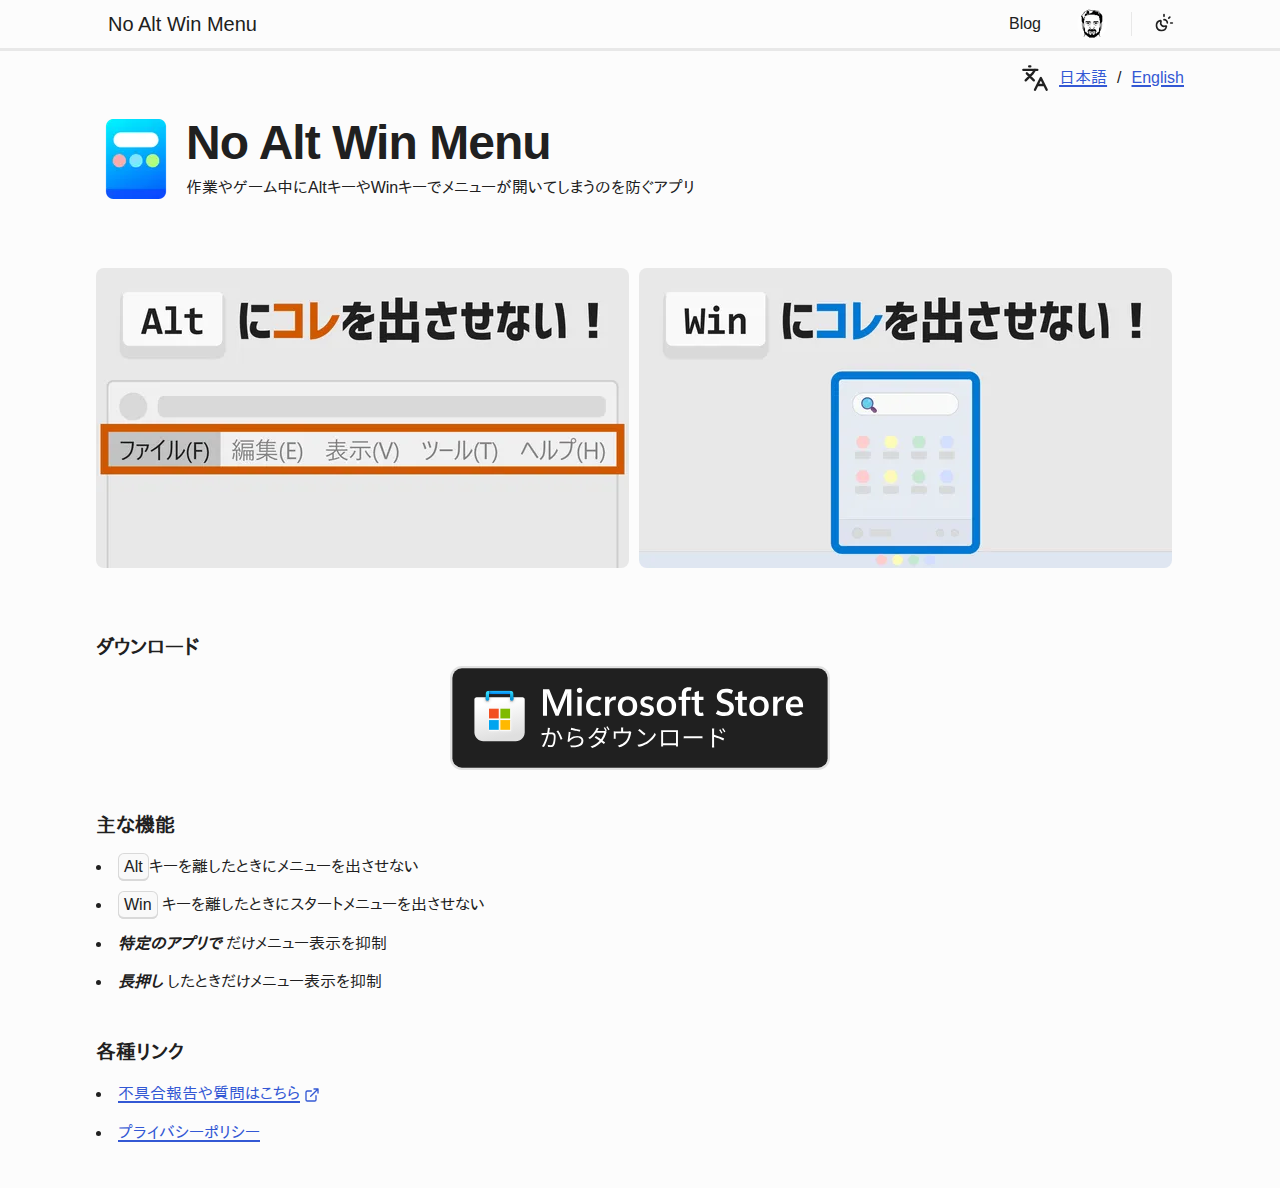 No Alt Win Menu
Blog
日本語 / English
No Alt Win Menu
作業やゲーム中にAltキーやWinキーでメニューが開いてしまうのを防ぐアプリ
Alt にコレを出させない！
ファイル(F) 編集(E) 表示(V) ツール(T) ヘルプ(H)
Win にコレを出させない！
ダウンロード
Microsoft Store
からダウンロード
主な機能
Alt キーを離したときにメニューを出させない
Win キーを離したときにスタートメニューを出させない
特定のアプリで だけメニュー表示を抑制
長押し したときだけメニュー表示を抑制
各種リンク
不具合報告や質問はこちら
プライバシーポリシー